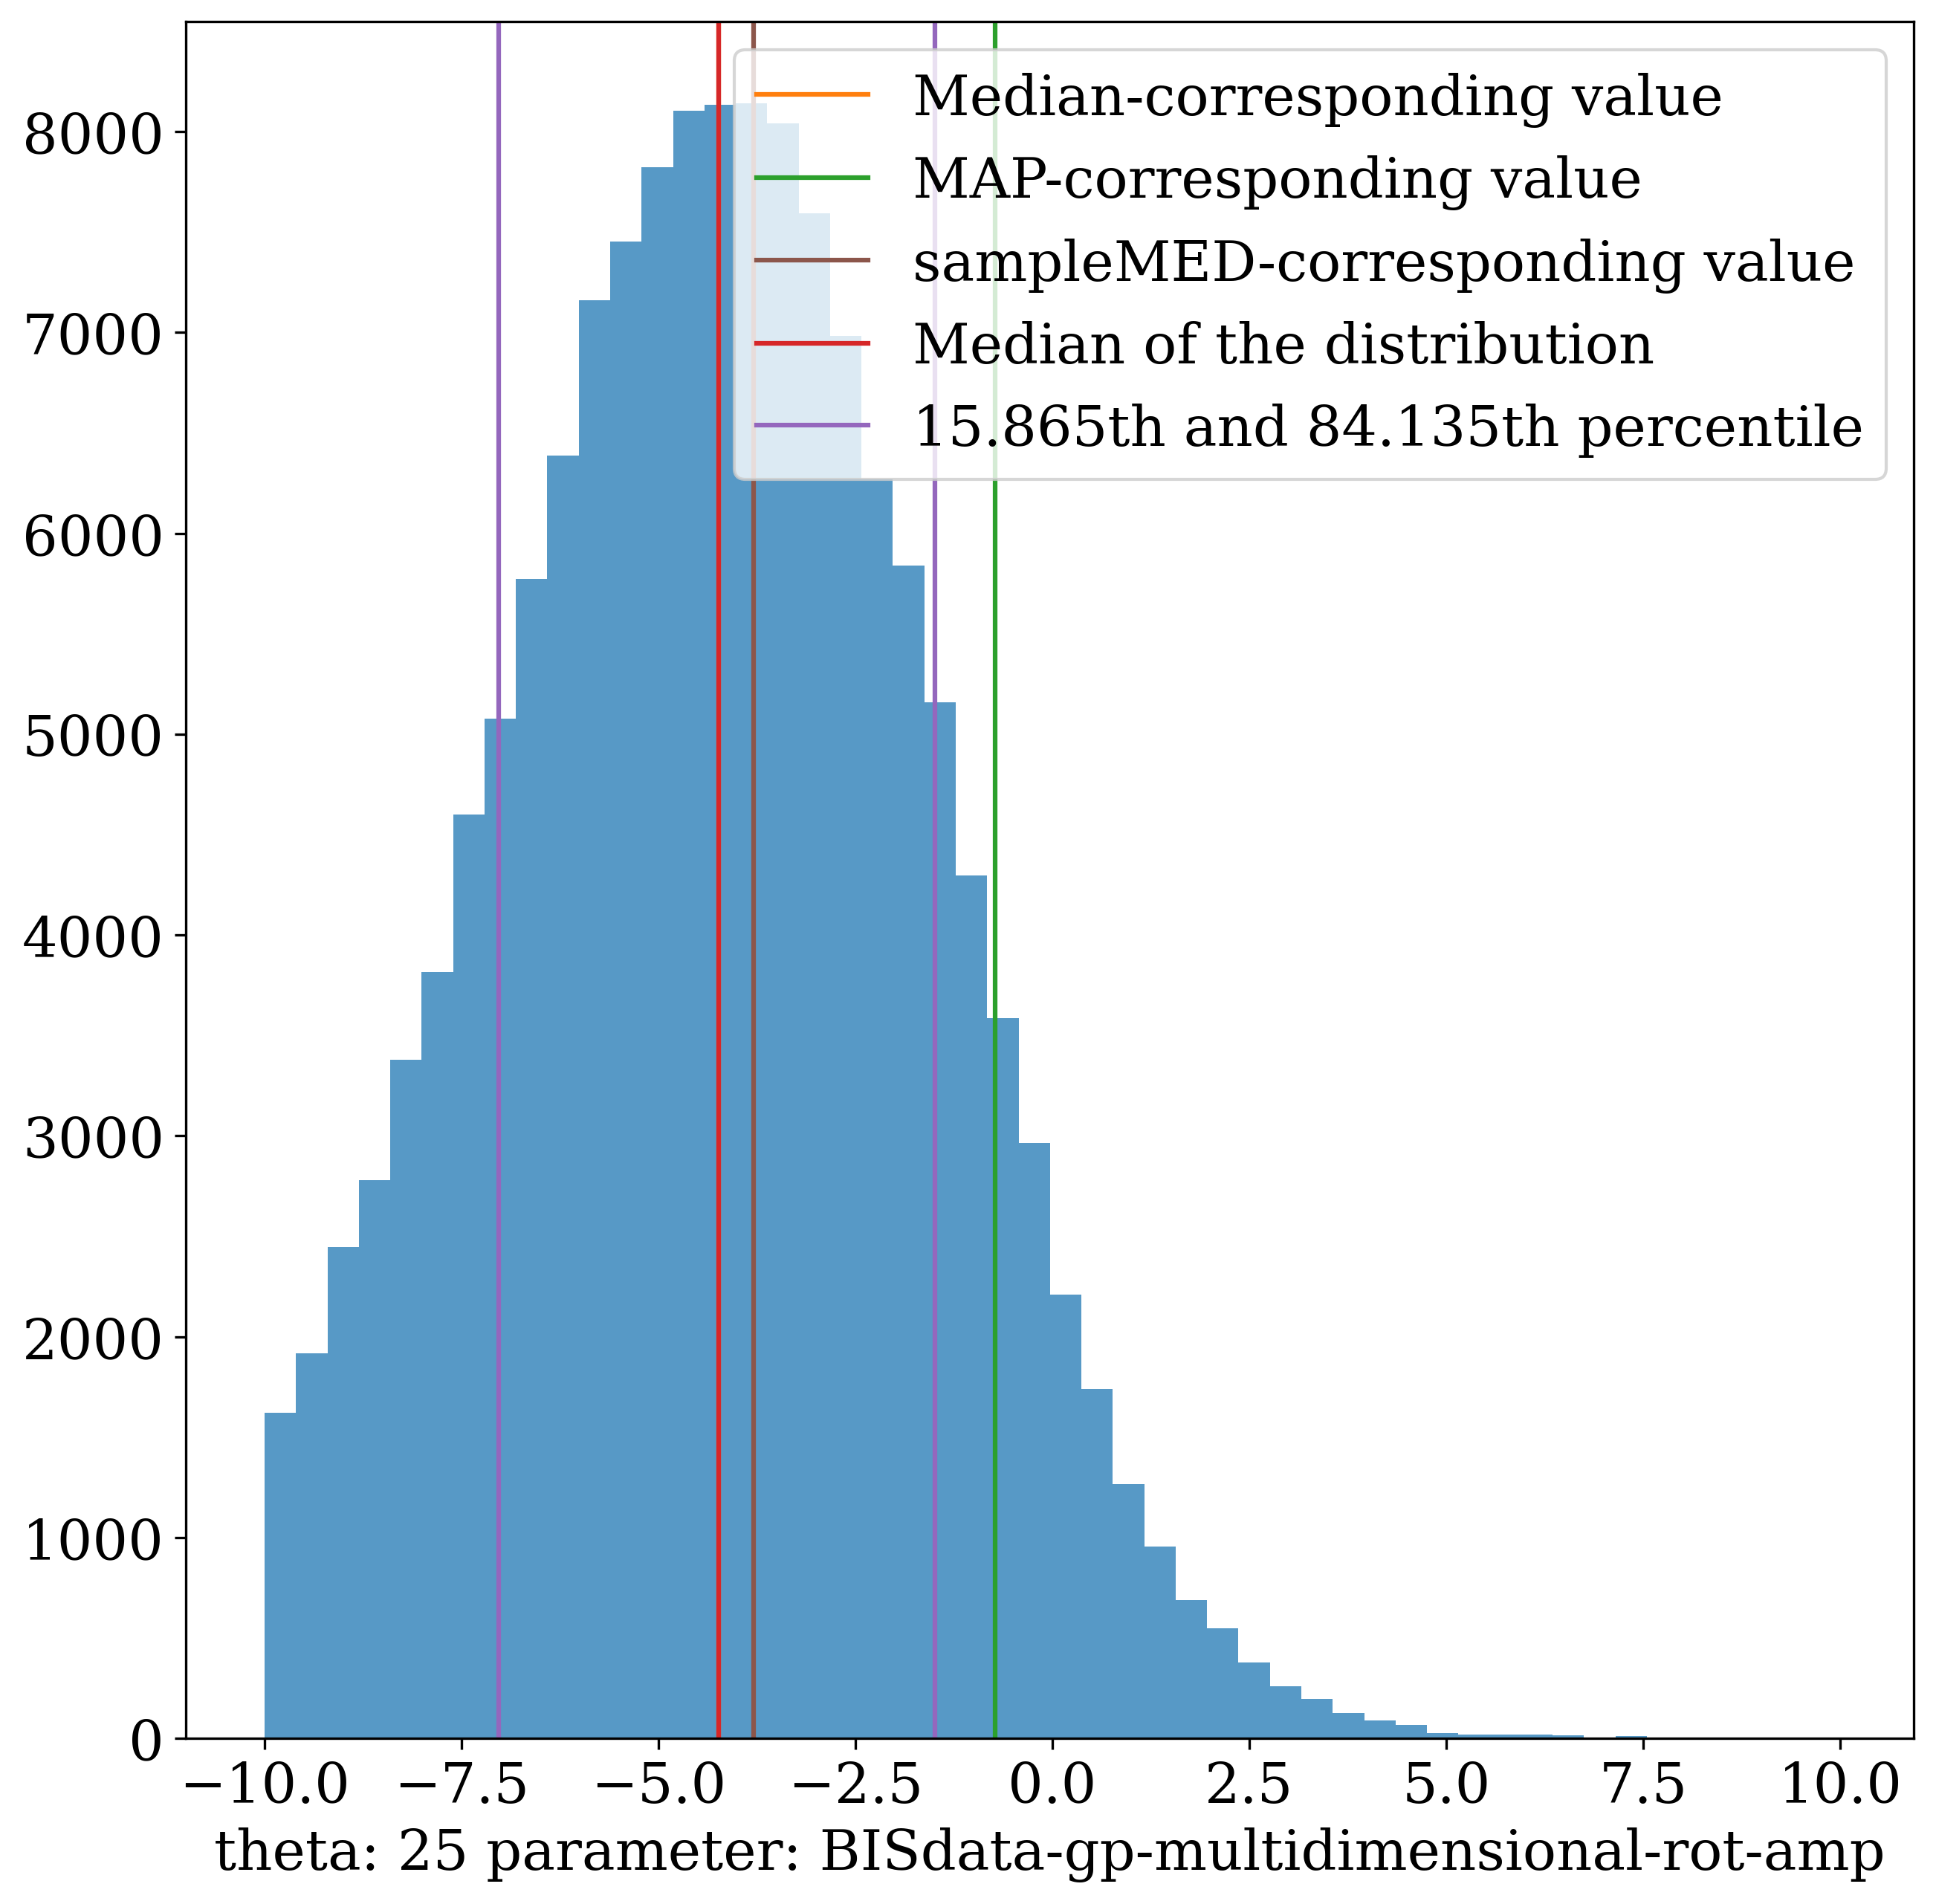 Median-corresponding value
MAP-corresponding value
sampleMED-corresponding value
Median of the distribution
15.865th and 84.135th percentile
8000
7000
6000
5000
4000
3000
2000
1000
0
−10.0 −7.5 −5.0 −2.5 0.0 2.5 5.0 7.5 10.0
theta: 25 parameter: BISdata-gp-multidimensional-rot-amp